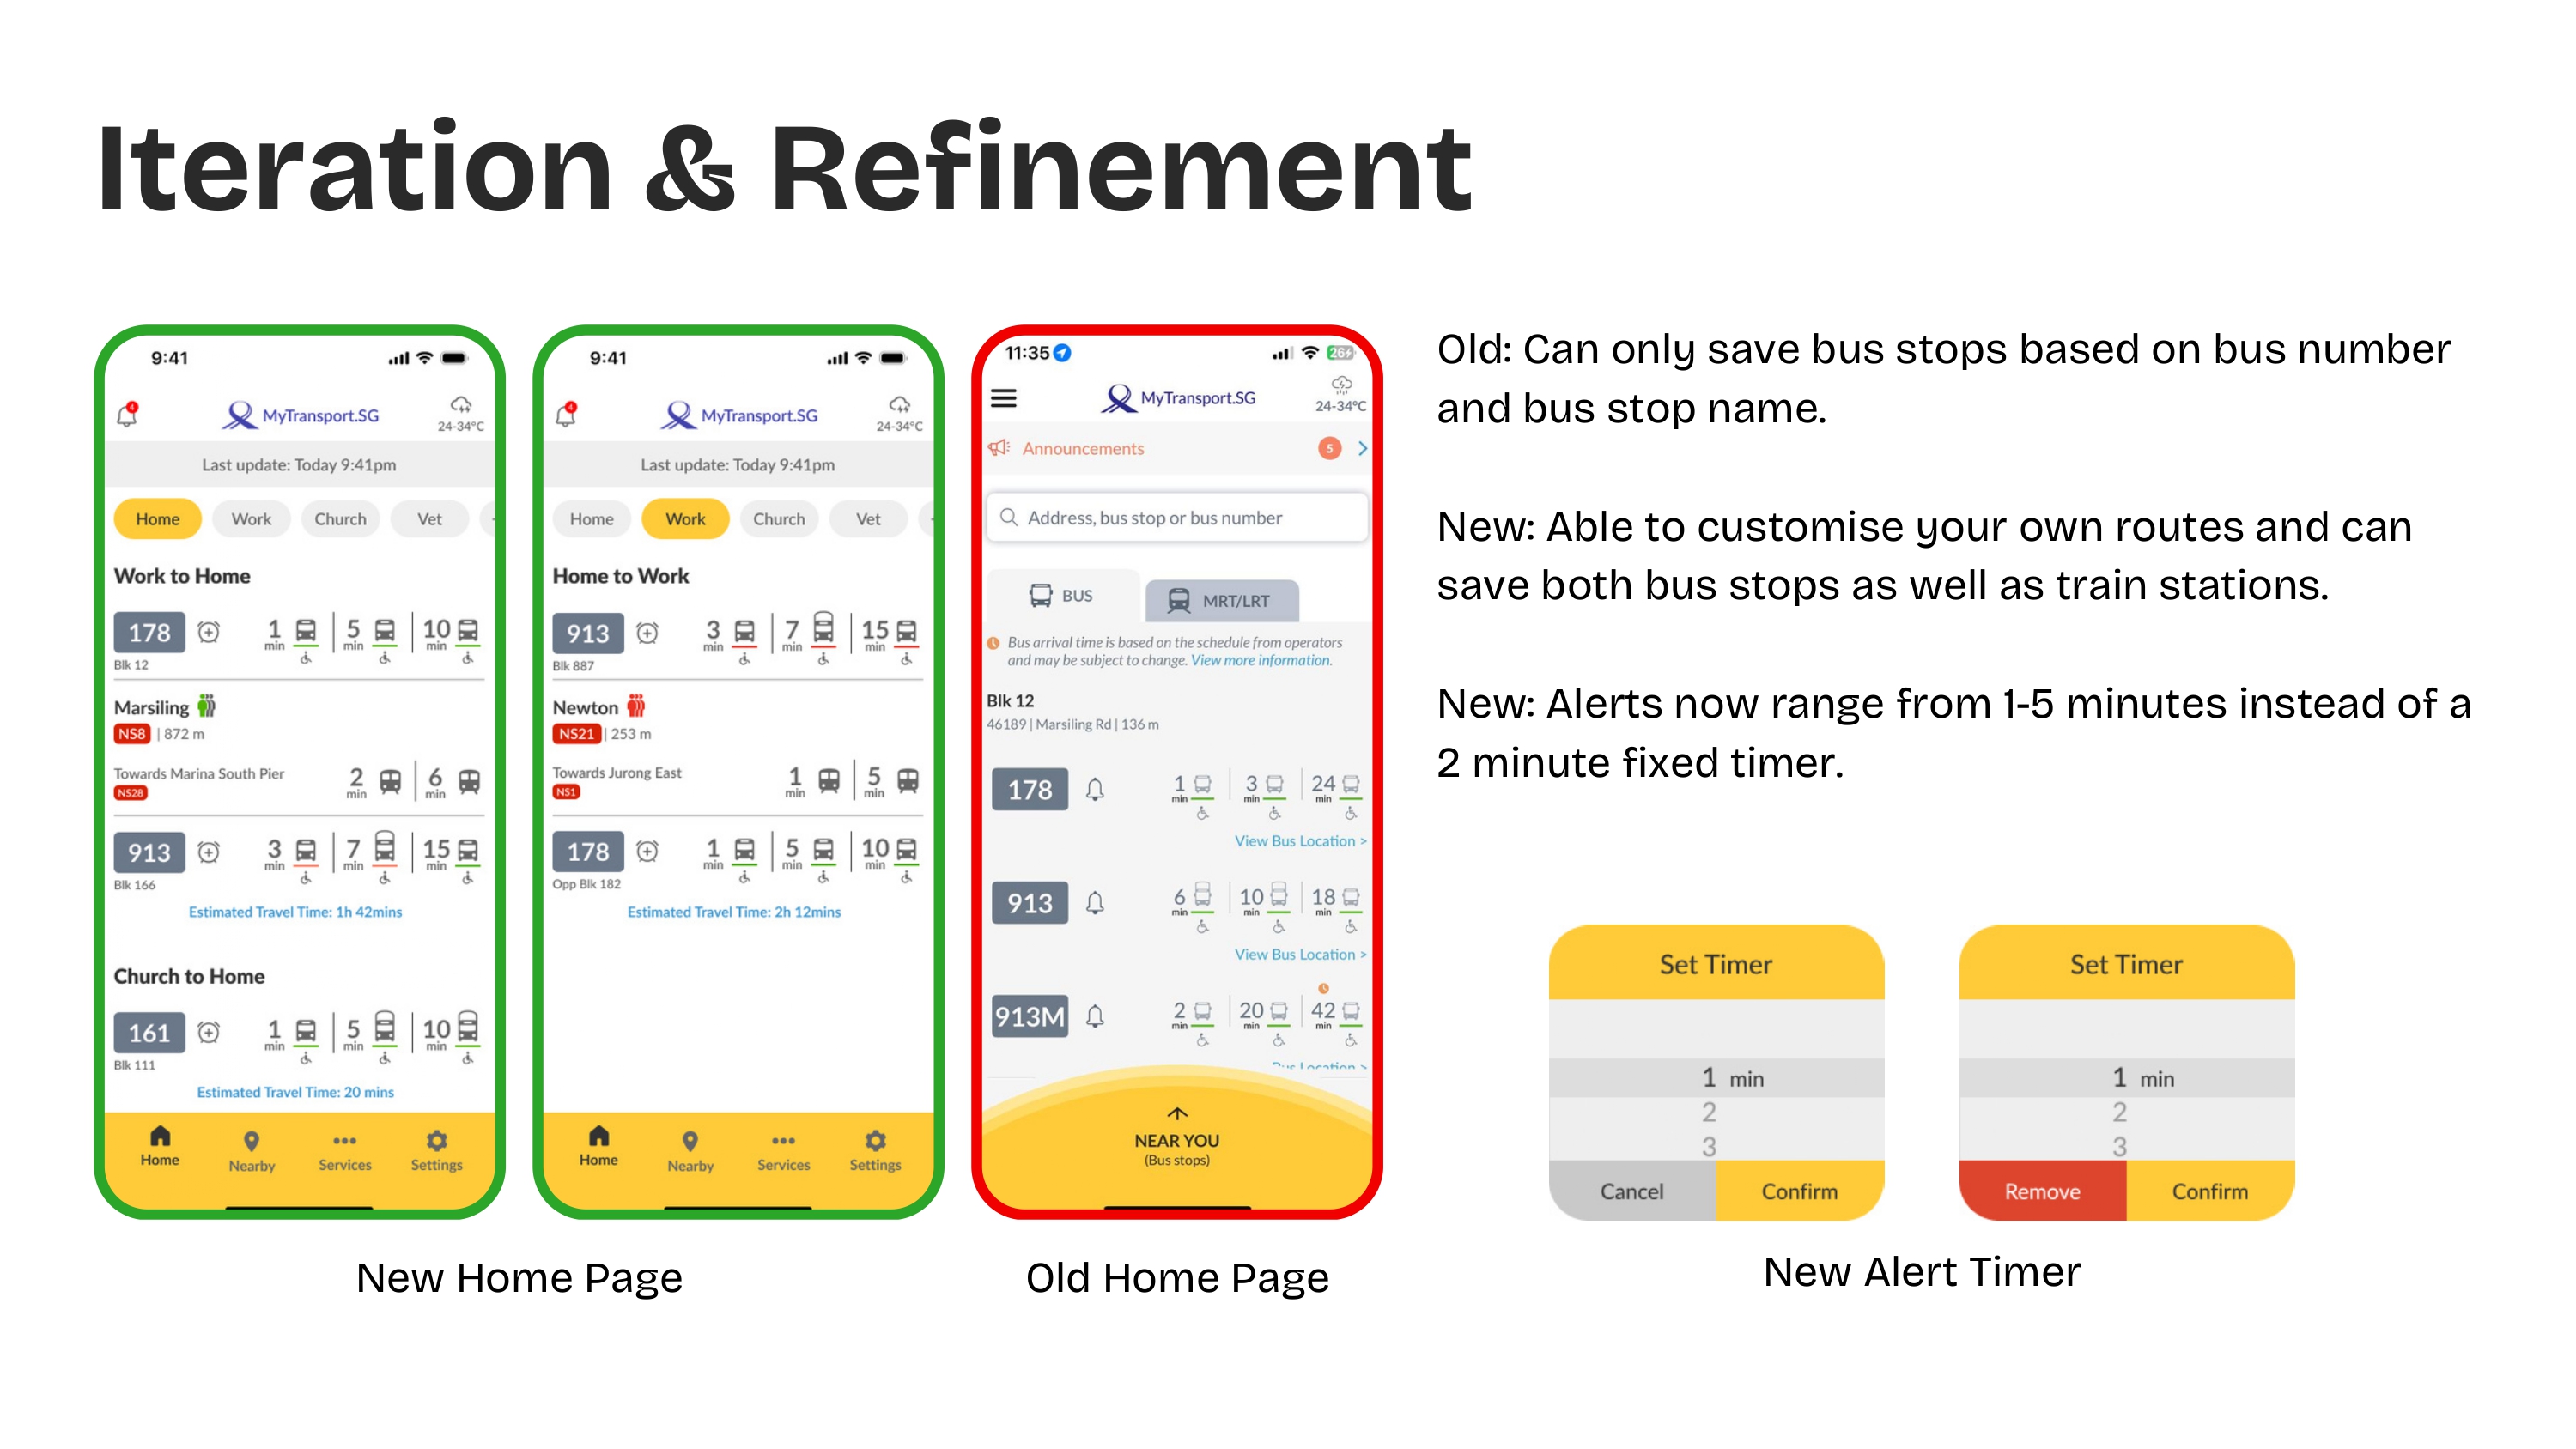 Iteration & Refinement
9:41
4
MyTransport.SG
24-34°C
Last update: Today 9:41pm
Home Work Church Vet
Work to Home
178 1 min 5 min 10 min
Blk 12
Marsiling
NS8 | 872 m
Towards Marina South Pier 2 min 6 min
NS28
913 3 min 7 min 15 min
Blk 166
Estimated Travel Time: 1h 42mins
Church to Home
161 1 min 5 min 10 min
Blk 111
Estimated Travel Time: 20 mins
Home Nearby Services Settings
9:41
4
MyTransport.SG
24-34°C
Last update: Today 9:41pm
Home Work Church Vet
Home to Work
913 3 min 7 min 15 min
Blk 887
Newton
NS21 | 253 m
Towards Jurong East 1 min 5 min
NS1
178 1 min 5 min 10 min
Opp Blk 182
Estimated Travel Time: 2h 12mins
Home Nearby Services Settings
New Home Page
11:35 26
MyTransport.SG
24-34°C
Announcements 5
Address, bus stop or bus number
BUS MRT/LRT
Bus arrival time is based on the schedule from operators
and may be subject to change. View more information.
Blk 12
46189 | Marsiling Rd | 136 m
178 1 min 3 min 24 min
View Bus Location >
913 6 min 10 min 18 min
View Bus Location >
913M 2 min 20 min 42 min
Bus Location >
NEAR YOU
(Bus stops)
Old Home Page
Old: Can only save bus stops based on bus number
and bus stop name.
New: Able to customise your own routes and can
save both bus stops as well as train stations.
New: Alerts now range from 1-5 minutes instead of a
2 minute fixed timer.
Set Timer
1 min
2
3
Cancel Confirm
Set Timer
1 min
2
3
Remove Confirm
New Alert Timer